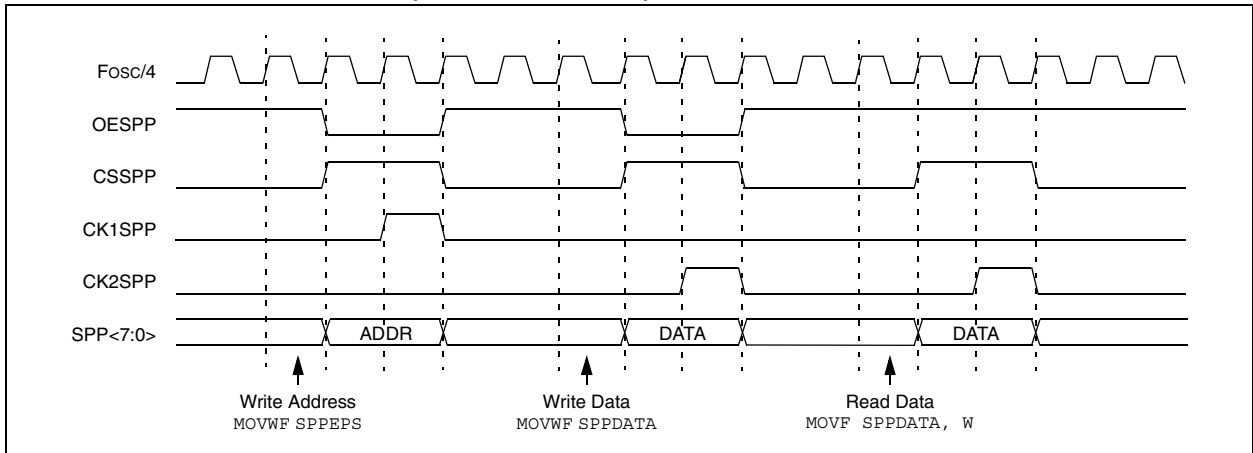 Fosc/4
OESPP
CSSPP
CK1SPP
CK2SPP
SPP<7:0>
ADDR
DATA
DATA
Write Address
MOVWF SPPEPS
Write Data
MOVWF SPPDATA
Read Data
MOVF SPPDATA, W